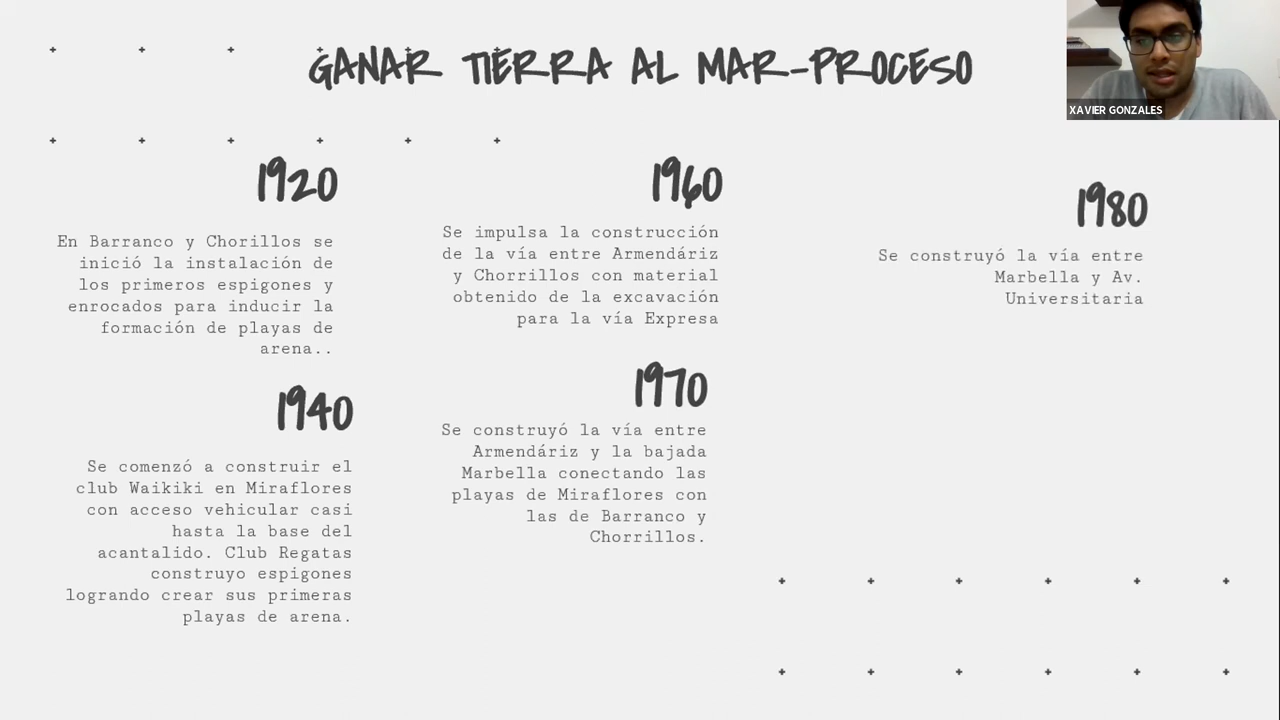 GANAR TIERRA AL MAR-PROCESO
XAVIER GONZALES
1920
En Barranco y Chorillos se
inició la instalación de
los primeros espigones y
enrocados para inducir la
formación de playas de
arena..
1940
Se comenzó a construir el
club Waikiki en Miraflores
con acceso vehicular casi
hasta la base del
acantalido. Club Regatas
construyo espigones
logrando crear sus primeras
playas de arena.
1960
Se impulsa la construcción
de la vía entre Armendáriz
y Chorrillos con material
obtenido de la excavación
para la vía Expresa
1970
Se construyó la vía entre
Armendáriz y la bajada
Marbella conectando las
playas de Miraflores con
las de Barranco y
Chorrillos.
1980
Se construyó la vía entre
Marbella y Av.
Universitaria